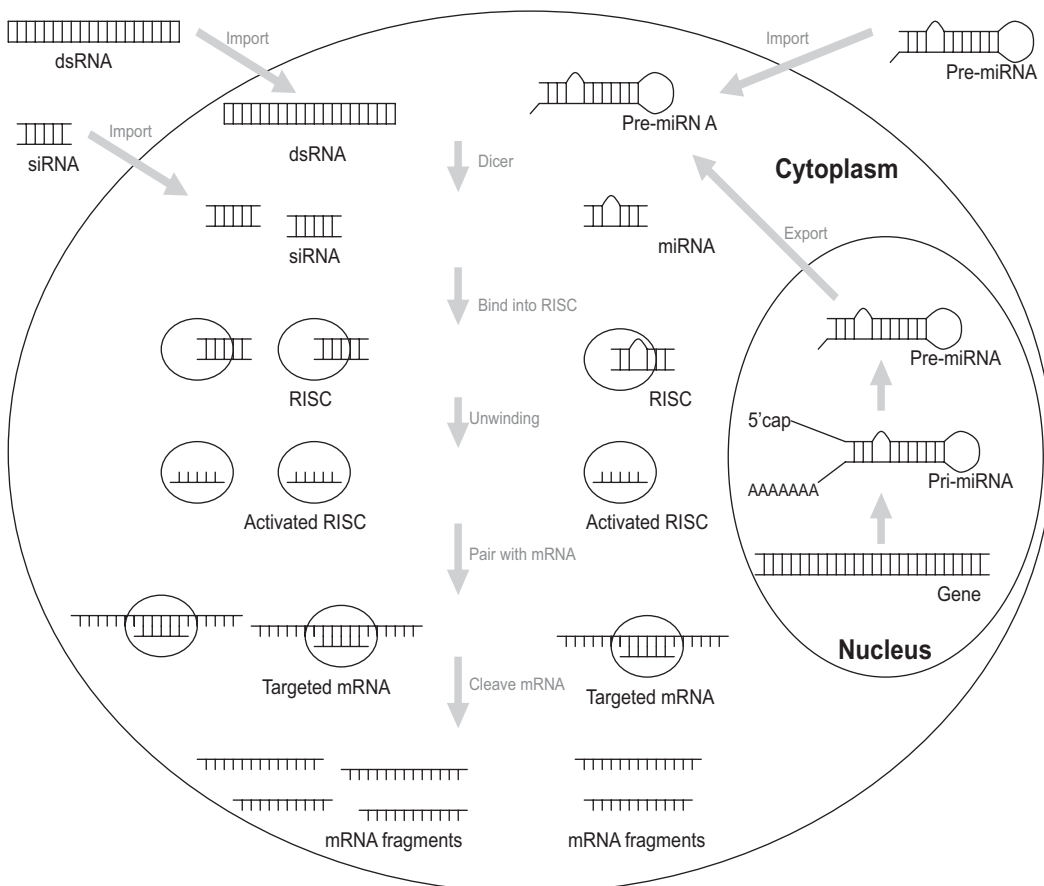 Import
Import
dsRNA
Pre-miRNA
Pre-miRN A
Import
dsRNA
siRNA
Dicer
Cytoplasm
siRNA
miRNA
Export
Bind into RISC
Pre-miRNA
RISC
RISC
Unwinding
5'cap
AAAAAAA
Pri-miRNA
Activated RISC
Activated RISC
Pair with mRNA
Gene
Nucleus
Targeted mRNA
Cleave mRNA
Targeted mRNA
mRNA fragments
mRNA fragments